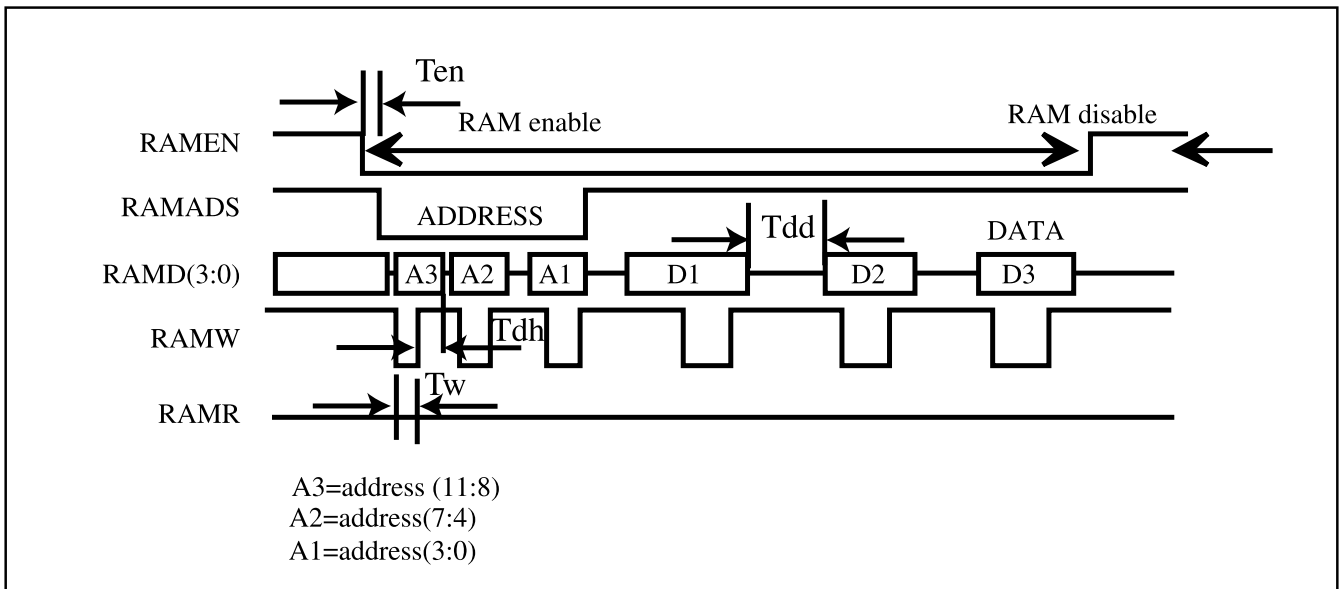 Ten
RAM enable
RAM disable
RAMEN
RAMADS
ADDRESS
Tdd
DATA
RAMD(3:0)
A3
A2
A1
D1
D2
D3
RAMW
Tdh
Tw
RAMR
A3=address (11:8)
A2=address(7:4)
A1=address(3:0)